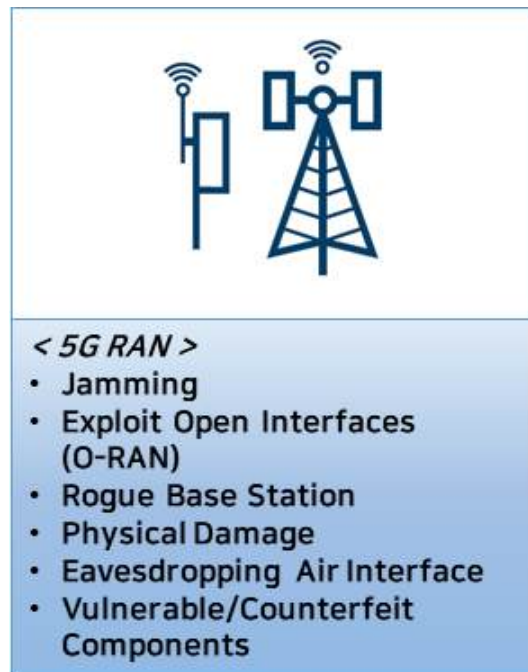 < 5G RAN >
• Jamming
• Exploit Open Interfaces
(O-RAN)
• Rogue Base Station
• Physical Damage
• Eavesdropping Air Interface
• Vulnerable/Counterfeit
Components